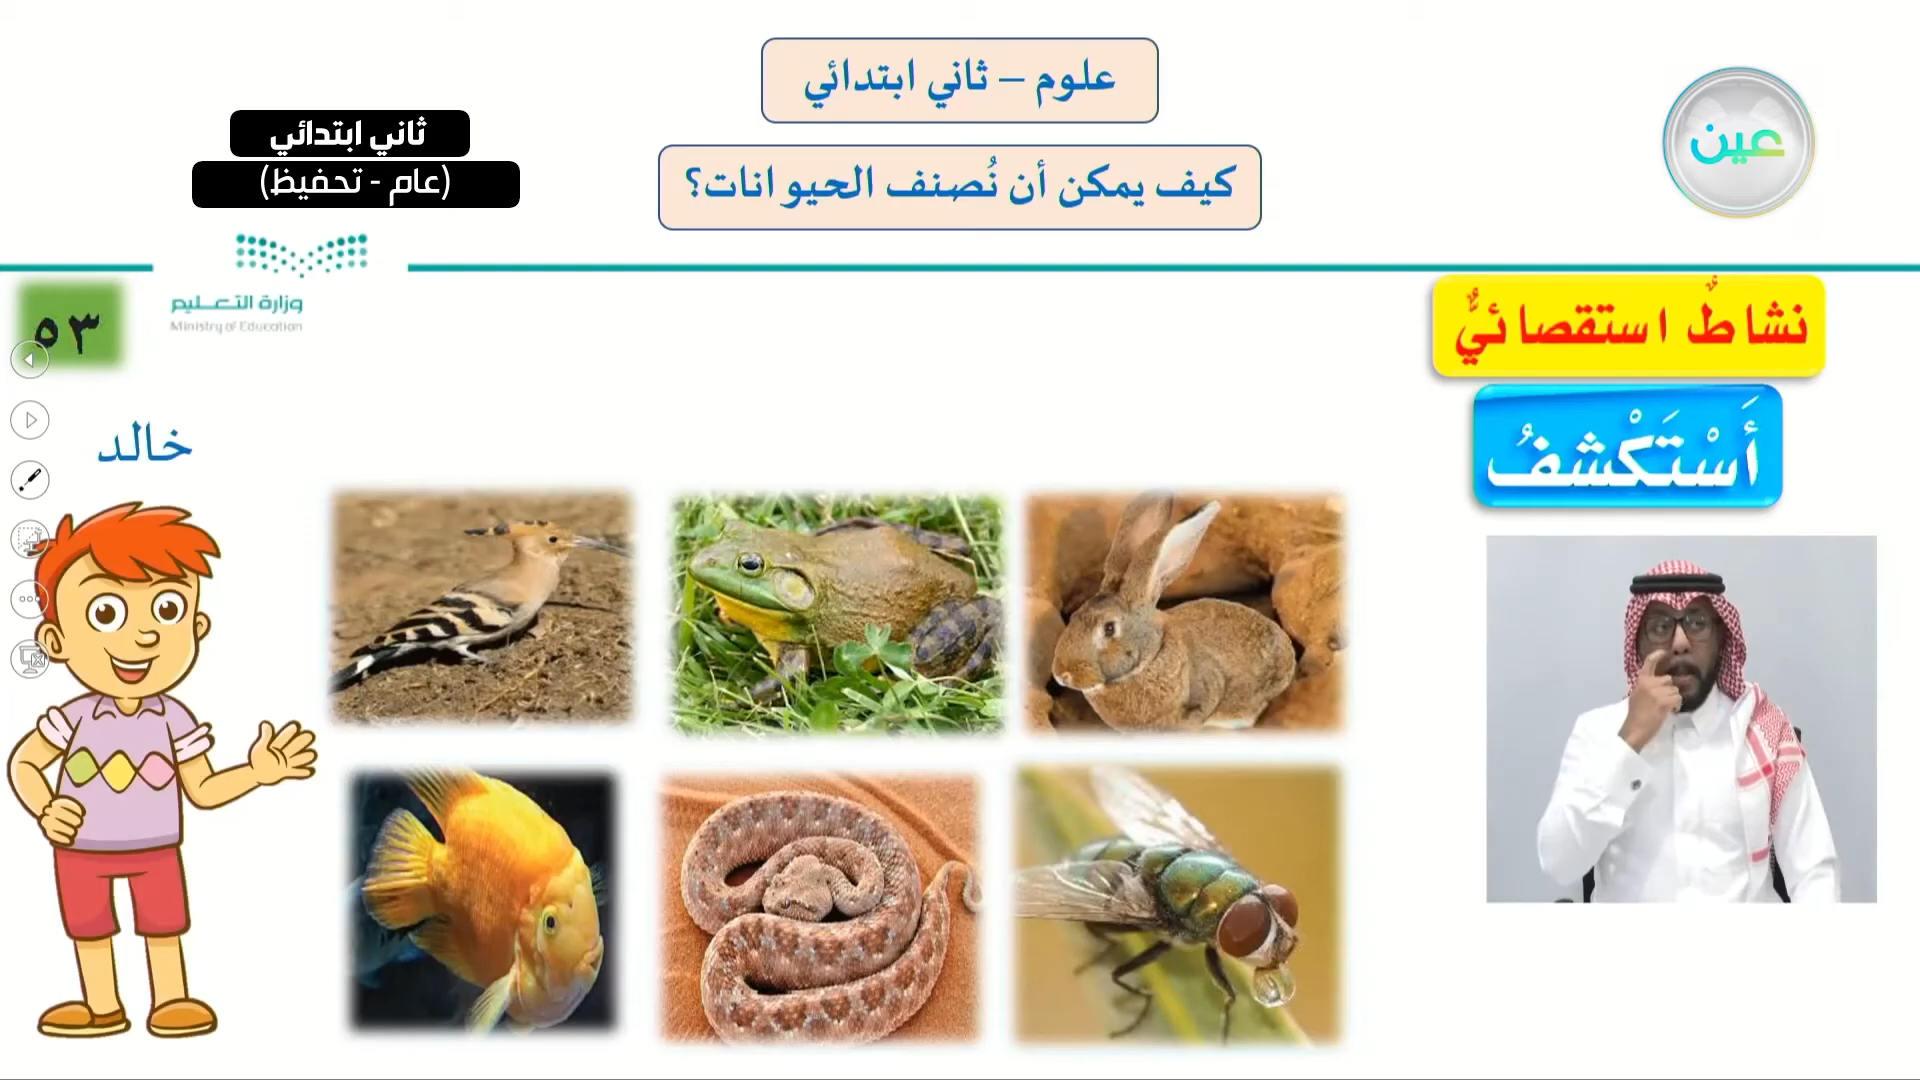 علوم – ثاني ابتدائي
كيف يمكن أن نُصنف الحيوانات؟
عين
ثاني ابتدائي
(عام - تحفيظ)
وزارة التعليم
Ministry of Education
٥٣
نشاطٌ استقصائيٌّ
أَسْتَكْشفُ
خالد